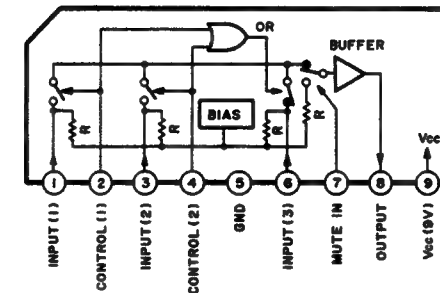 OR
BUFFER
R
R
BIAS
R
R
Vcc
1
2
3
4
5
6
7
8
9
INPUT (1)
CONTROL (1)
INPUT (2)
CONTROL (2)
GND
INPUT (3)
MUTE IN
OUTPUT
Vcc (9V)